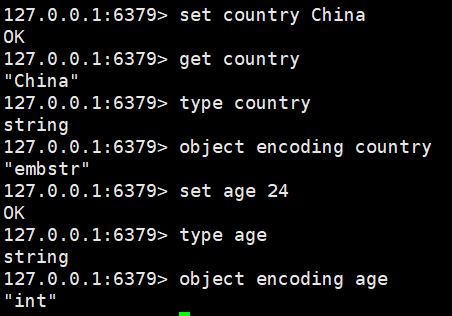 127.0.0.1:6379> set country China
OK
127.0.0.1:6379> get country
"China"
127.0.0.1:6379> type country
string
127.0.0.1:6379> object encoding country
"embstr"
127.0.0.1:6379> set age 24
OK
127.0.0.1:6379> type age
string
127.0.0.1:6379> object encoding age
"int"